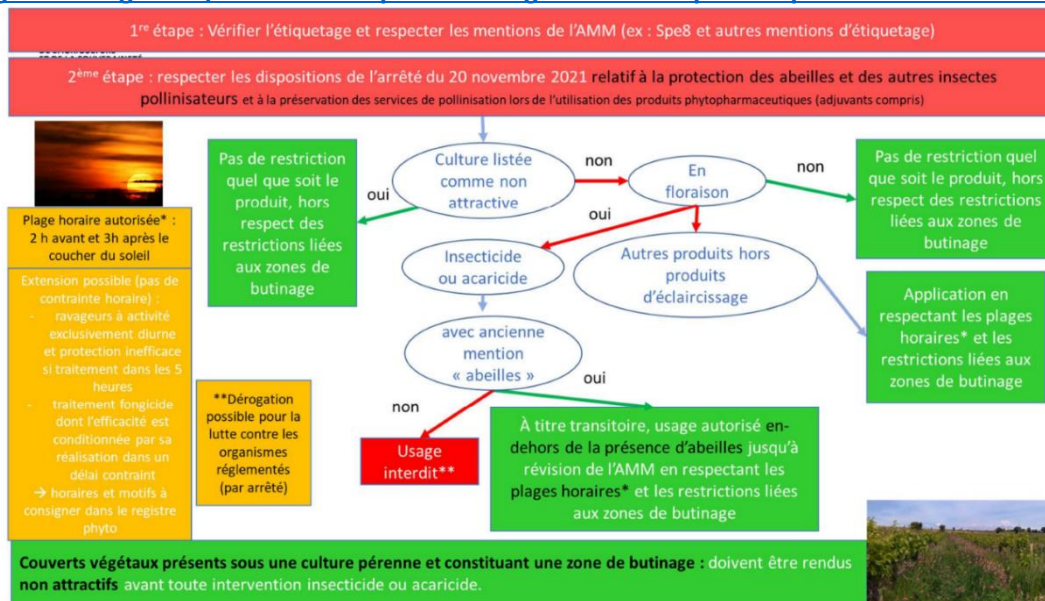 1re étape : Vérifier l'étiquetage et respecter les mentions de l'AMM (ex : Spe8 et autres mentions d'étiquetage)
2ème étape : respecter les dispositions de l'arrêté du 20 novembre 2021 relatif à la protection des abeilles et des autres insectes
pollinisateurs et à la préservation des services de pollinisation lors de l'utilisation des produits phytopharmaceutiques (adjuvants compris)
Pas de restriction
quel que soit le
produit, hors
respect des
restrictions liées
aux zones de
butinage
oui
Culture listée
comme non
attractive
non
En
floraison
non
Pas de restriction quel
que soit le produit, hors
respect des restrictions
liées aux zones de
butinage
oui
Plage horaire autorisée* :
2 h avant et 3h après le
coucher du soleil
Insecticide
ou acaricide
Autres produits hors
produits
d'éclaircissage
Extension possible (pas de
contrainte horaire) :
- ravageurs à activité
exclusivement diurne
et protection inefficace
si traitement dans les 5
heures
- traitement fongicide
dont l'efficacité est
conditionnée par sa
réalisation dans un
délai contraint
→ horaires et motifs à
consigner dans le registre
phyto
Application en
respectant les plages
horaires* et les
restrictions liées aux
zones de butinage
avec ancienne
mention
« abeilles »
oui
non
**Dérogation
possible pour la
lutte contre les
organismes
réglementés
(par arrêté)
Usage
interdit**
À titre transitoire, usage autorisé en-
dehors de la présence d'abeilles jusqu'à
révision de l'AMM en respectant les
plages horaires* et les restrictions liées
aux zones de butinage
Couverts végétaux présents sous une culture pérenne et constituant une zone de butinage : doivent être rendus
non attractifs avant toute intervention insecticide ou acaricide.